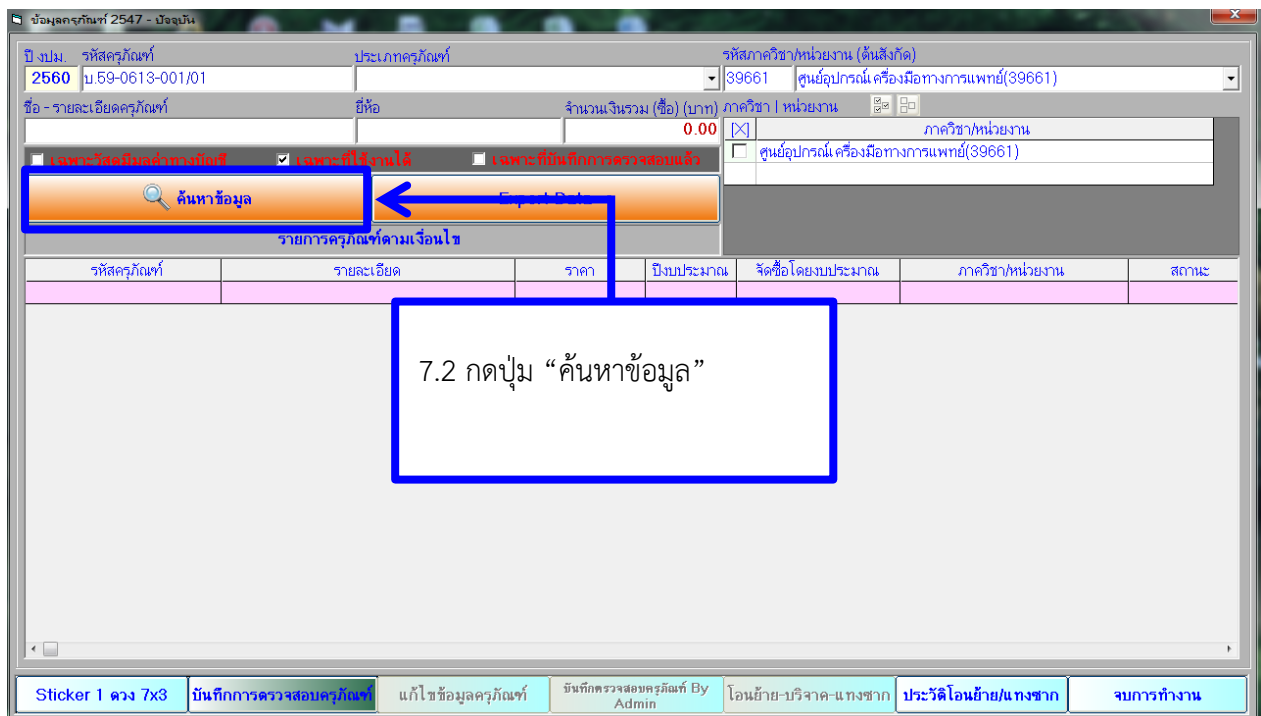 ข้อมูลครุภัณฑ์ 2547 - ปัจจุบัน
ปี งปม. รหัสครุภัณฑ์ ประเภทครุภัณฑ์ รหัสภาควิชา/หน่วยงาน (ต้นสังกัด)
2560 บ.59-0613-001/01 39661 ศูนย์อุปกรณ์เครื่องมือทางการแพทย์(39661)
ชื่อ - รายละเอียดครุภัณฑ์ ยี่ห้อ จำนวนเงินรวม (ซื้อ) (บาท) ภาควิชา | หน่วยงาน
0.00 [X] ภาควิชา/หน่วยงาน
เฉพาะวัสดุมีมูลค่าทางบัญชี เฉพาะที่ใช้งานได้ เฉพาะที่บันทึกการตรวจสอบแล้ว ศูนย์อุปกรณ์เครื่องมือทางการแพทย์(39661)
ค้นหาข้อมูล Export Data
รายการครุภัณฑ์ตามเงื่อนไข
รหัสครุภัณฑ์ รายละเอียด ราคา ปีงบประมาณ จัดซื้อโดยงบประมาณ ภาควิชา/หน่วยงาน สถานะ
7.2 กดปุ่ม “ค้นหาข้อมูล”
Sticker 1 ดวง 7x3 บันทึกการตรวจสอบครุภัณฑ์ แก้ไขข้อมูลครุภัณฑ์ บันทึกตรวจสอบครุภัณฑ์ By Admin โอนย้าย-บริจาค-แทงซาก ประวัติโอนย้าย/แทงซาก จบการทำงาน